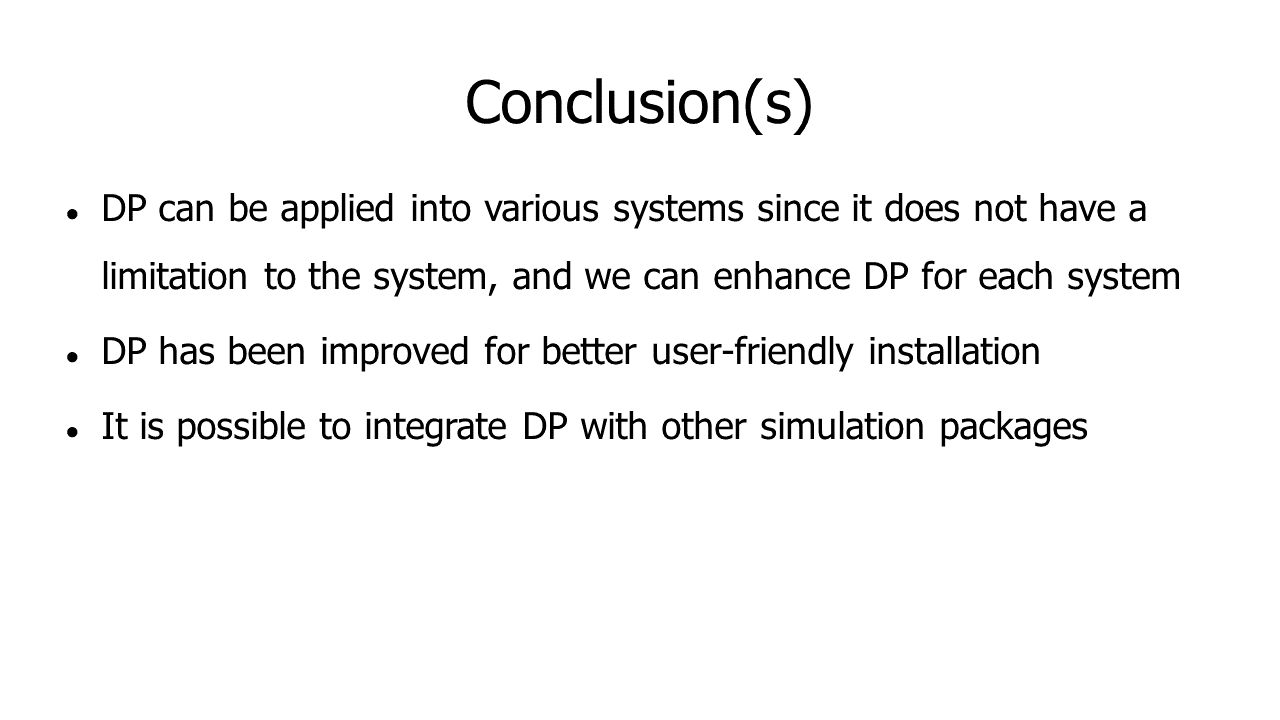 Conclusion(s)
● DP can be applied into various systems since it does not have a
limitation to the system, and we can enhance DP for each system
● DP has been improved for better user-friendly installation
● It is possible to integrate DP with other simulation packages